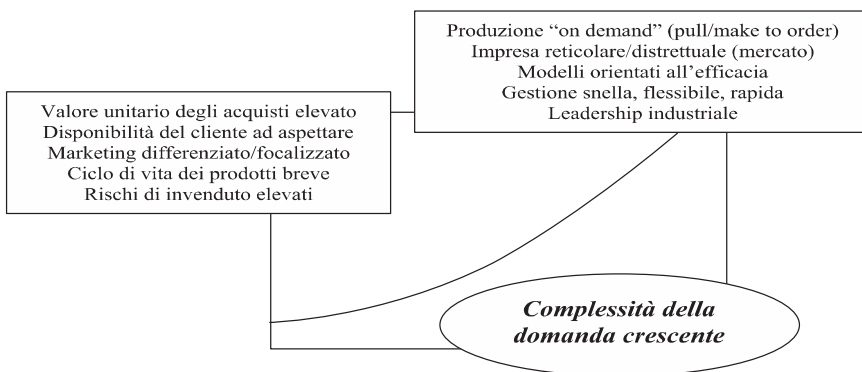 Produzione “on demand” (pull/make to order)
Impresa reticolare/distrettuale (mercato)
Modelli orientati all’efficacia
Gestione snella, flessibile, rapida
Leadership industriale
Valore unitario degli acquisti elevato
Disponibilità del cliente ad aspettare
Marketing differenziato/focalizzato
Ciclo di vita dei prodotti breve
Rischi di invenduto elevati
Complessità della
domanda crescente